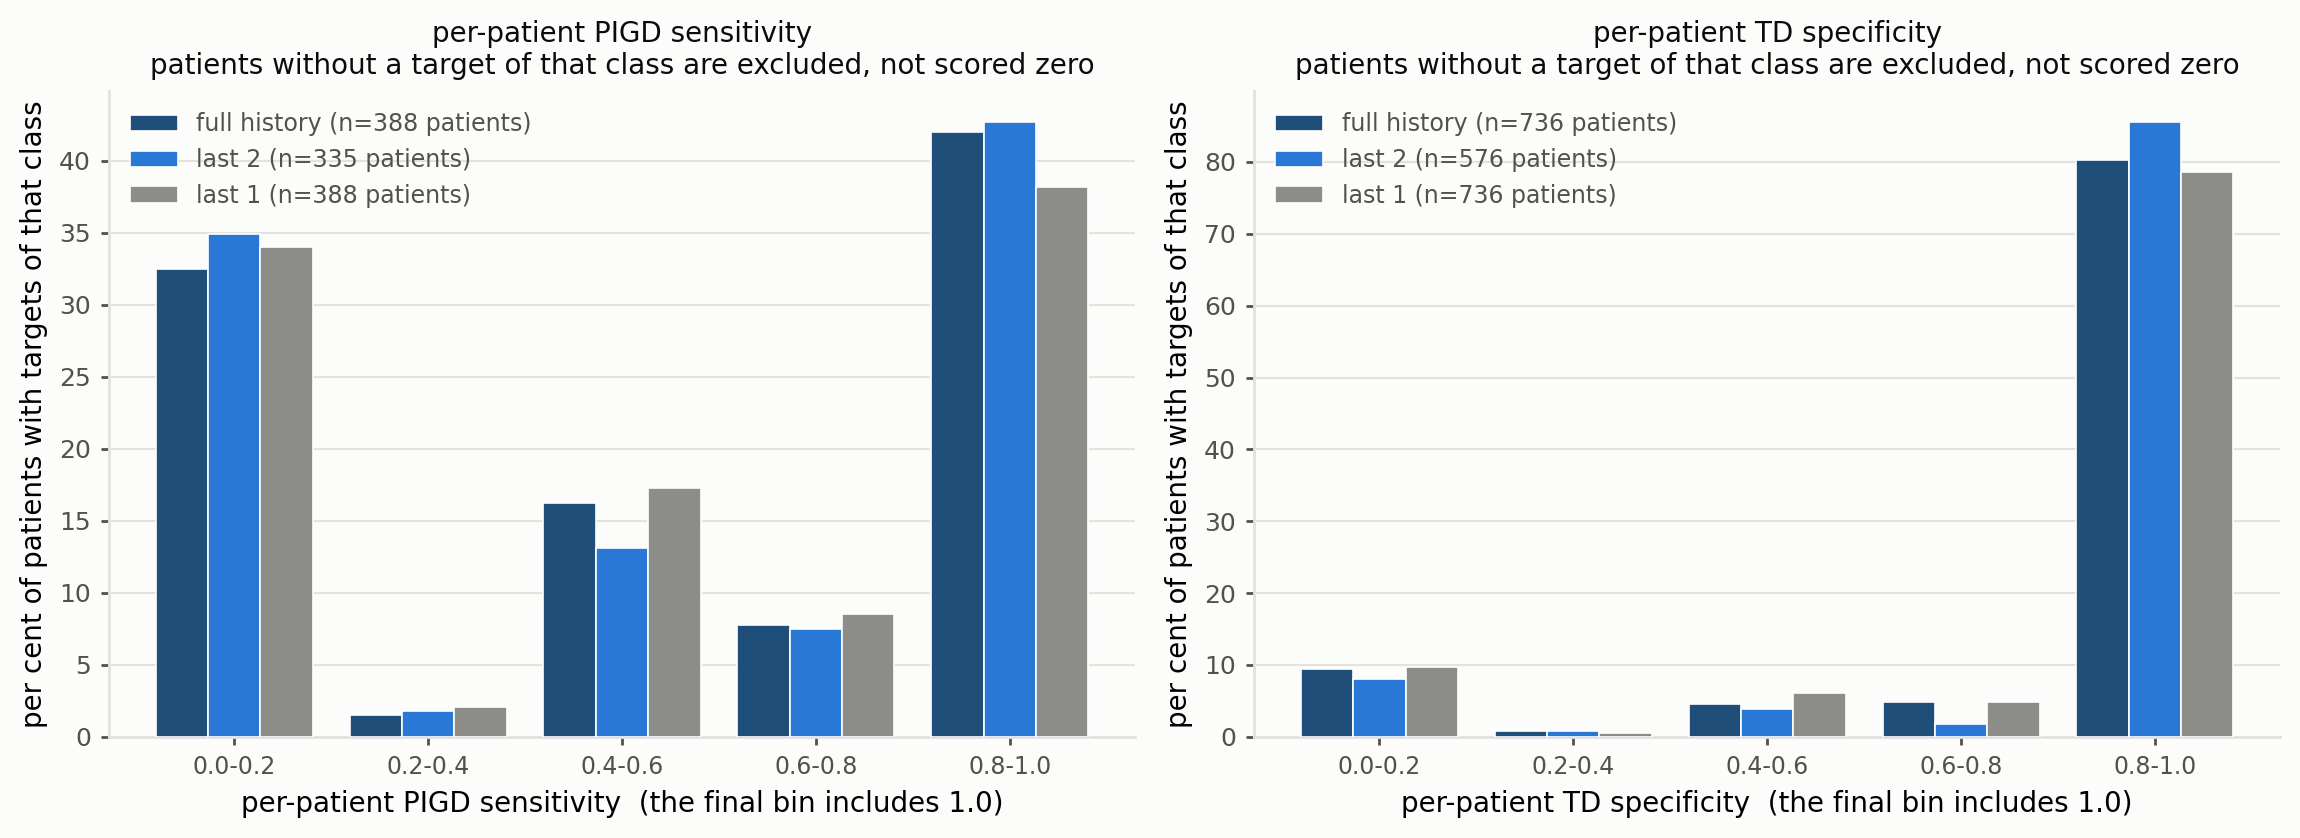 per-patient PIGD sensitivity
patients without a target of that class are excluded, not scored zero
per cent of patients with targets of that class
full history (n=388 patients)
last 2 (n=335 patients)
last 1 (n=388 patients)
40
35
30
25
20
15
10
5
0
0.0-0.2
0.2-0.4
0.4-0.6
0.6-0.8
0.8-1.0
per-patient PIGD sensitivity  (the final bin includes 1.0)
per-patient TD specificity
patients without a target of that class are excluded, not scored zero
per cent of patients with targets of that class
full history (n=736 patients)
last 2 (n=576 patients)
last 1 (n=736 patients)
80
70
60
50
40
30
20
10
0
0.0-0.2
0.2-0.4
0.4-0.6
0.6-0.8
0.8-1.0
per-patient TD specificity  (the final bin includes 1.0)